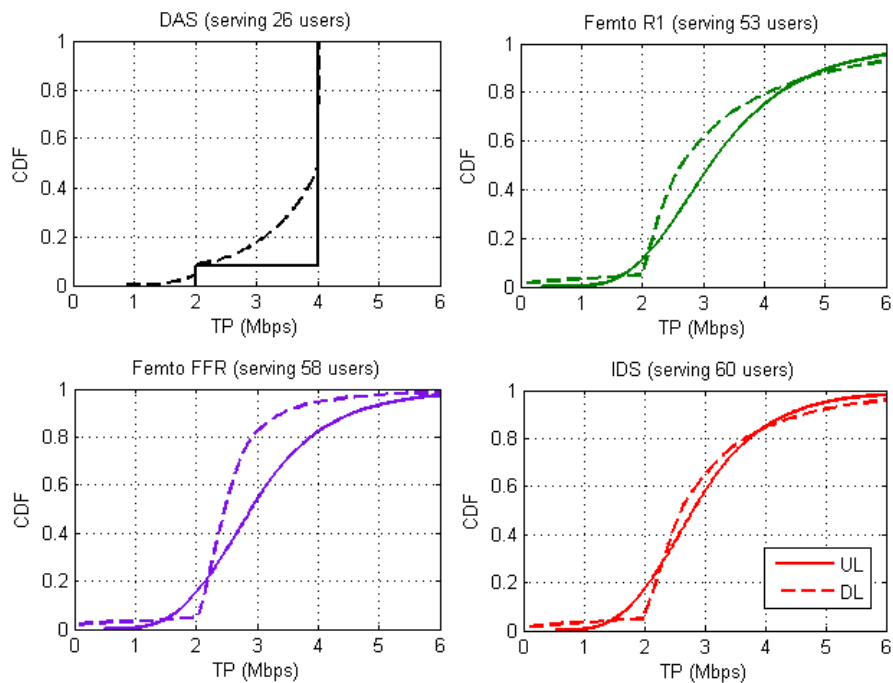 DAS (serving 26 users)
1
0.8
0.6
0.4
0.2
0
CDF
0 1 2 3 4 5 6
TP (Mbps)
Femto R1 (serving 53 users)
1
0.8
0.6
0.4
0.2
0
CDF
0 1 2 3 4 5 6
TP (Mbps)
Femto FFR (serving 58 users)
1
0.8
0.6
0.4
0.2
0
CDF
0 1 2 3 4 5 6
TP (Mbps)
IDS (serving 60 users)
1
0.8
0.6
0.4
0.2
0
CDF
UL
DL
0 1 2 3 4 5 6
TP (Mbps)